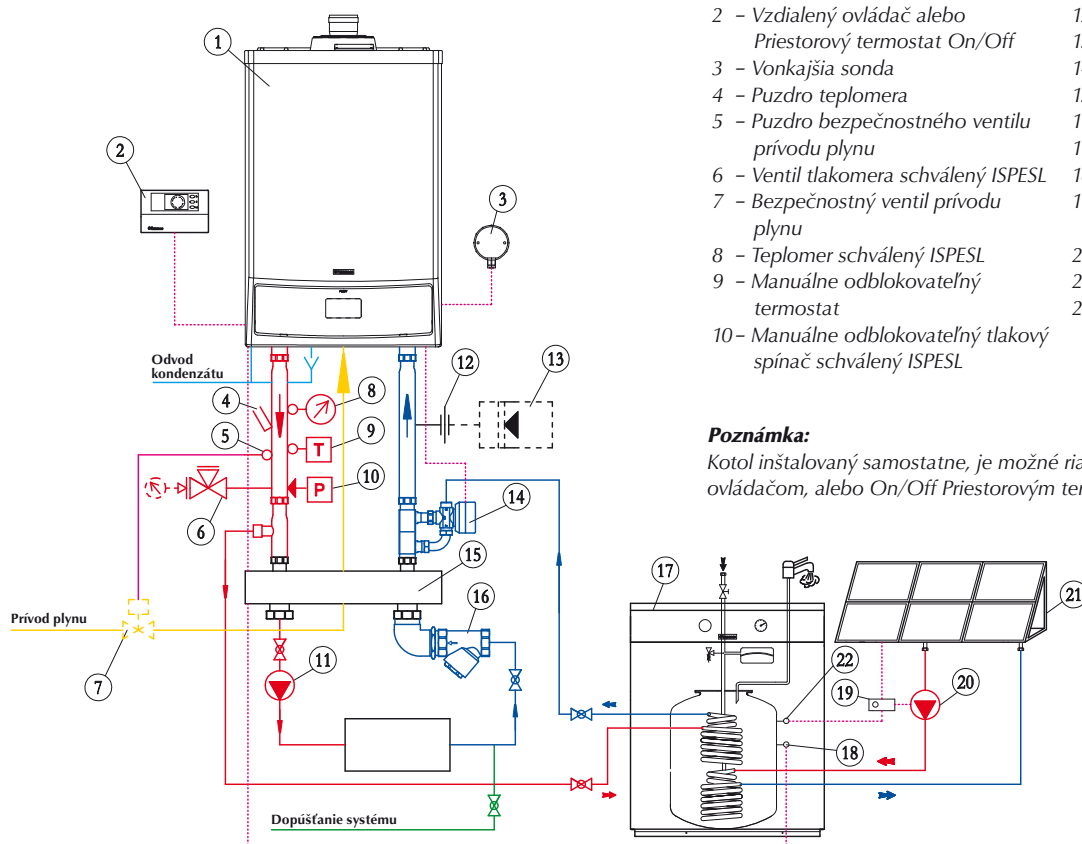 2 – Vzdialený ovládač alebo
Priestorový termostat On/Off
3 – Vonkajšia sonda
4 – Puzdro teplomera
5 – Puzdro bezpečnostného ventilu
prívodu plynu
6 – Ventil tlakomera schválený ISPESL
7 – Bezpečnostný ventil prívodu
plynu
8 – Teplomer schválený ISPESL
9 – Manuálne odblokovateľný
termostat
10 – Manuálne odblokovateľný tlakový
spínač schválený ISPESL
Poznámka:
Kotol inštalovaný samostatne, je možné
ovládačom, alebo On/Off Priestorovým
1
2
3
Odvod
kondenzátu
4
5
6
8
9
10
12
13
14
15
16
Prívod plynu
7
11
T
P
Dopúšťanie systému
17
18
19
20
21
22